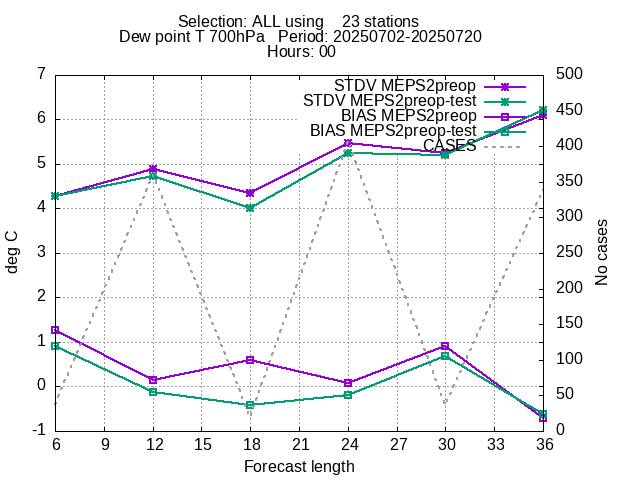 Selection: ALL using    23 stations
Dew point T 700hPa   Period: 20250702-20250720
Hours: 00
STDV MEPS2preop
STDV MEPS2preop-test
BIAS MEPS2preop
BIAS MEPS2preop-test
CASES
deg C
7
6
5
4
3
2
1
0
-1
500
450
400
350
300
250
200
150
100
50
0
No cases
6 9 12 15 18 21 24 27 30 33 36
Forecast length